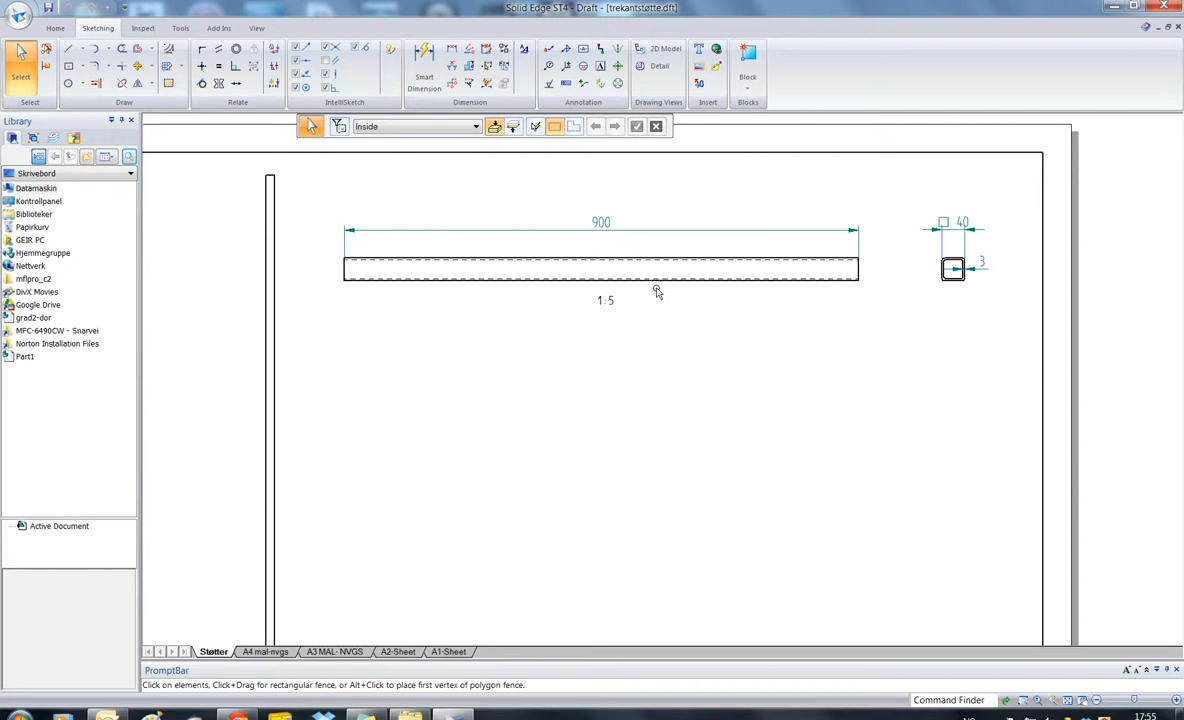 Solid Edge ST4 - Draft - [trekantstøtte.dft]
Home Sketching Inspect Tools Add Ins View
Select
Smart
Dimension
2D Model
Detail
Block
Select Draw Relate IntelliSketch Dimension Annotation Drawing Views Insert Blocks
Library
Inside
Skrivebord
Datamaskin
Kontrollpanel
Biblioteker
Papirkurv
GEIR PC
Hjemmegruppe
Nettverk
mflpro_c2
DivX Movies
Google Drive
grad2-dor
MFC-6490CW - Snarvei
Norton Installation Files
Part1
Active Document
900
40
3
1:5
Støtter A4 mal-nvgs A3 MAL- NVGS A2-Sheet A1-Sheet
PromptBar
Click on elements, Click+Drag for rectangular fence, or Alt+Click to place first vertex of polygon fence.
Command Finder
17:55